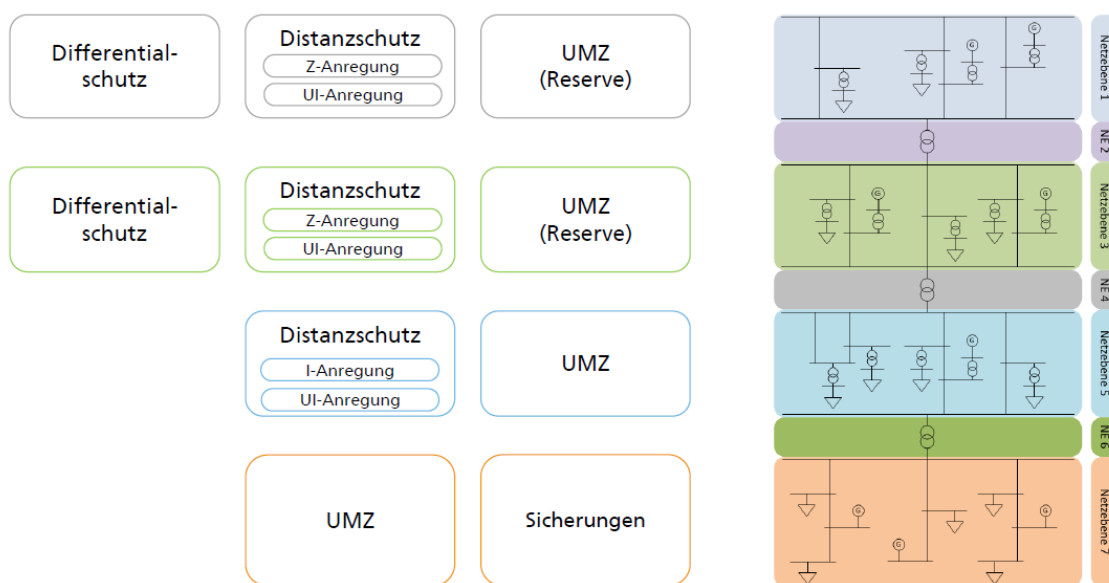 Differential-
schutz
Distanzschutz
Z-Anregung
UI-Anregung
UMZ
(Reserve)
Differential-
schutz
Distanzschutz
Z-Anregung
UI-Anregung
UMZ
(Reserve)
Distanzschutz
I-Anregung
UI-Anregung
UMZ
UMZ
Sicherungen
G
G
Netzebene 1
NE 2
G
G
Netzebene 3
NE 4
G
Netzebene 5
NE 6
G
G
G
Netzebene 7